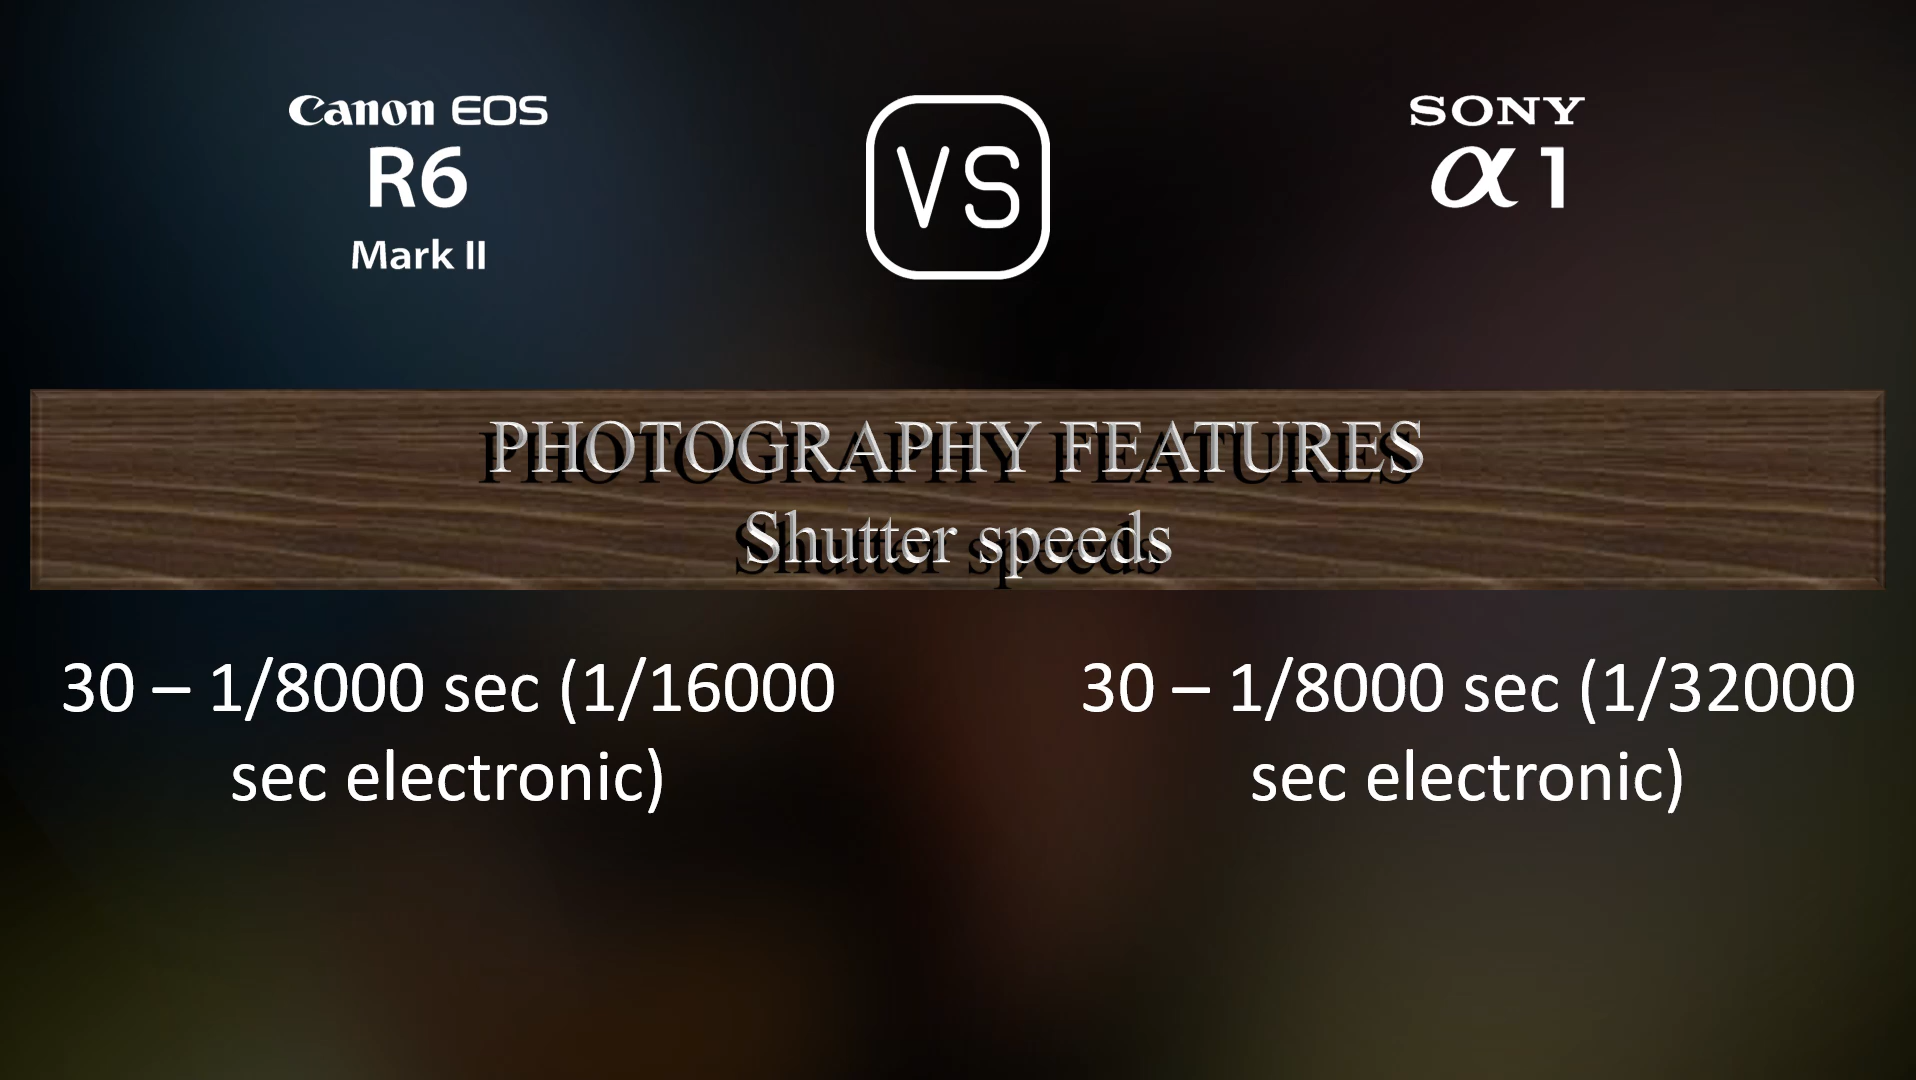 Canon EOS
R6
Mark II
VS
SONY
α 1
PHOTOGRAPHY FEATURES
Shutter speeds
30 – 1/8000 sec (1/16000
sec electronic)
30 – 1/8000 sec (1/32000
sec electronic)